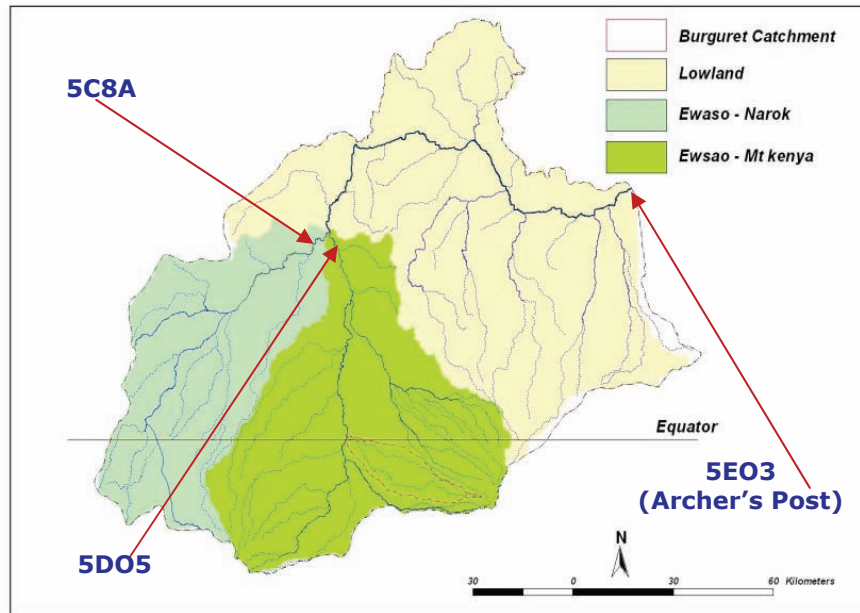 Burguret Catchment
Lowland
Ewaso - Narok
Ewsao - Mt kenya
5C8A
Equator
5EO3
(Archer's Post)
5DO5
N
30 0 30 60 Kilometers